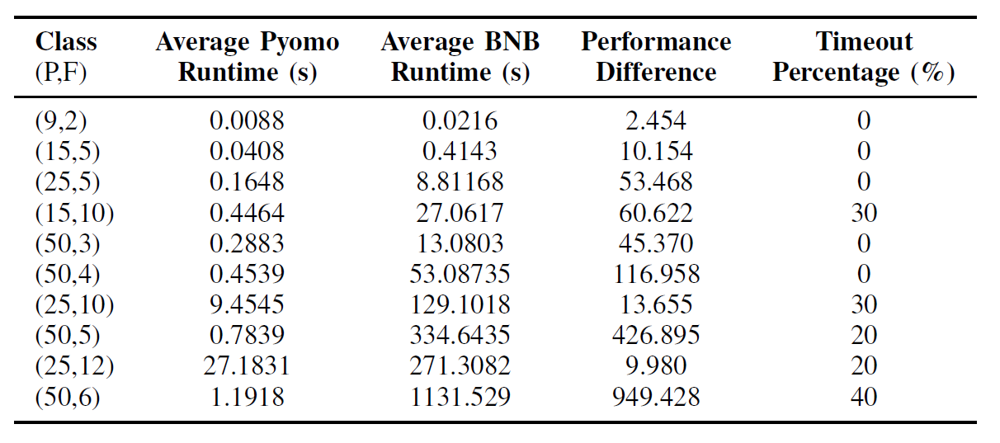 Class Average Pyomo Average BNB Performance Timeout
(P,F) Runtime (s) Runtime (s) Difference Percentage (%)
(9,2) 0.0088 0.0216 2.454 0
(15,5) 0.0408 0.4143 10.154 0
(25,5) 0.1648 8.81168 53.468 0
(15,10) 0.4464 27.0617 60.622 30
(50,3) 0.2883 13.0803 45.370 0
(50,4) 0.4539 53.08735 116.958 0
(25,10) 9.4545 129.1018 13.655 30
(50,5) 0.7839 334.6435 426.895 20
(25,12) 27.1831 271.3082 9.980 20
(50,6) 1.1918 1131.529 949.428 40